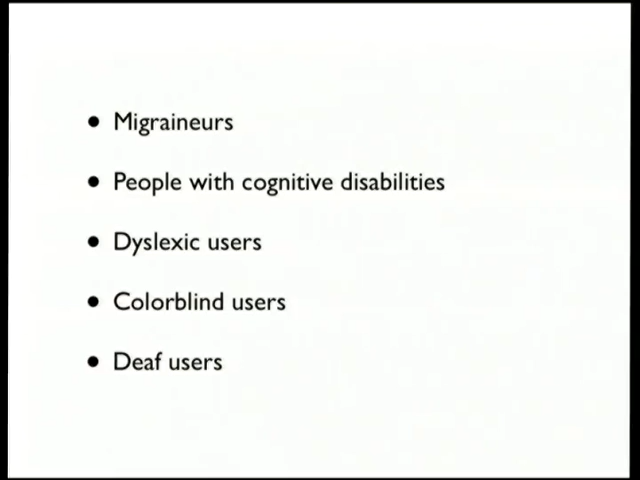 • Migraineurs
• People with cognitive disabilities
• Dyslexic users
• Colorblind users
• Deaf users